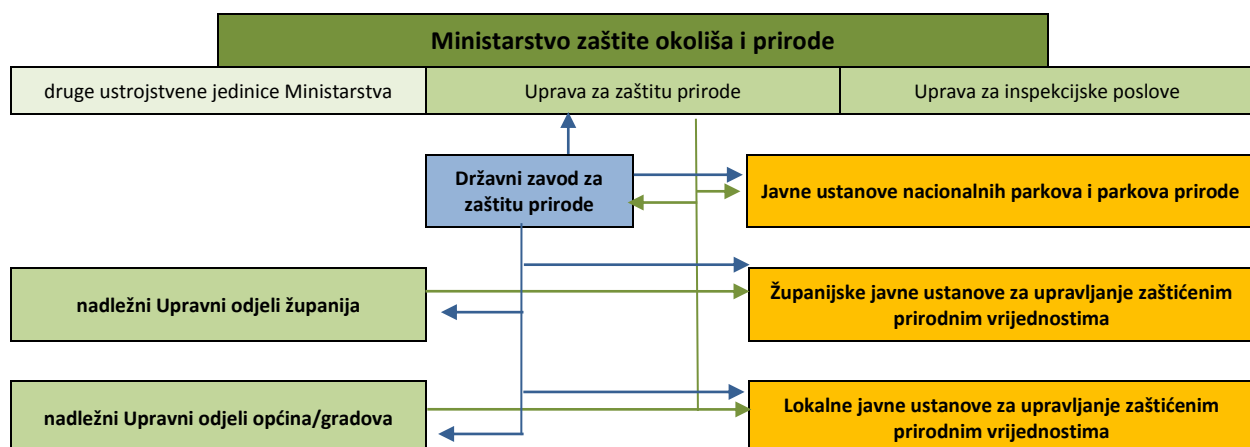 Ministarstvo zaštite okoliša i prirode
druge ustrojstvene jedinice Ministarstva
Uprava za zaštitu prirode
Uprava za inspekcijske poslove
Državni zavod za
zaštitu prirode
Javne ustanove nacionalnih parkova i parkova prirode
nadležni Upravni odjeli županija
Županijske javne ustanove za upravljanje zaštićenim
prirodnim vrijednostima
nadležni Upravni odjeli općina/gradova
Lokalne javne ustanove za upravljanje zaštićenim
prirodnim vrijednostima